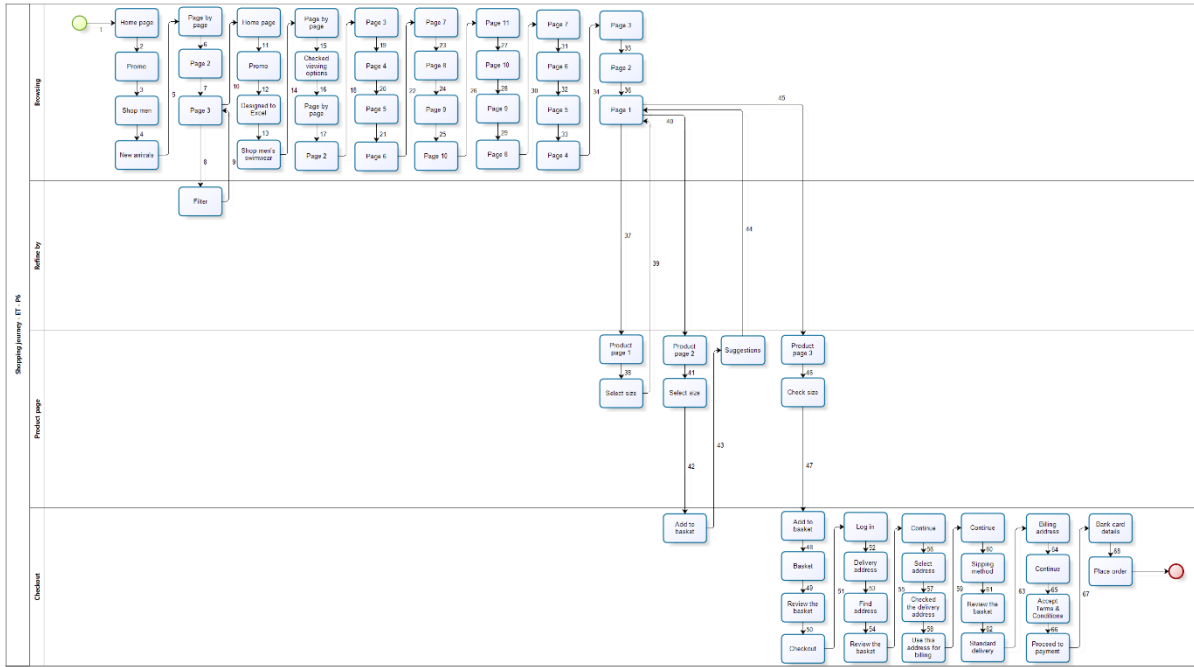 Shopping journey - ET - P5
Browsing
Refine by
Product page
Checkout
1
Home page
2
Promo
3
Shop men
4
New arrivals
5
Page by
page
6
Page 2
7
Page 3
8
Filter
9
10
Home page
11
Promo
12
Designed to
Excel
13
Shop men's
swimwear
14
Page by
page
15
Checked
viewing
options
16
Page by
page
17
Page 2
18
Page 3
19
Page 4
20
Page 5
21
Page 6
22
Page 7
23
Page 8
24
Page 9
25
Page 10
26
Page 11
27
Page 10
28
Page 9
29
Page 8
30
Page 7
31
Page 6
32
Page 5
33
Page 4
34
Page 3
35
Page 2
36
Page 1
37
Product
page 1
38
Select size
39
40
Product
page 2
41
Select size
42
Add to
basket
43
Suggestions
44
45
Product
page 3
46
Check size
47
Add to
basket
48
Basket
49
Review the
basket
50
Checkout
51
Log in
52
Delivery
address
53
Find
address
54
Review the
basket
55
Continue
56
Select
address
57
Checked
the delivery
address
58
Use this
address for
billing
59
Continue
60
Sipping
method
61
Review the
basket
62
Standard
delivery
63
Billing
address
64
Continue
65
Accept
Terms &
Conditions
66
Proceed to
payment
67
Bank card
details
68
Place order